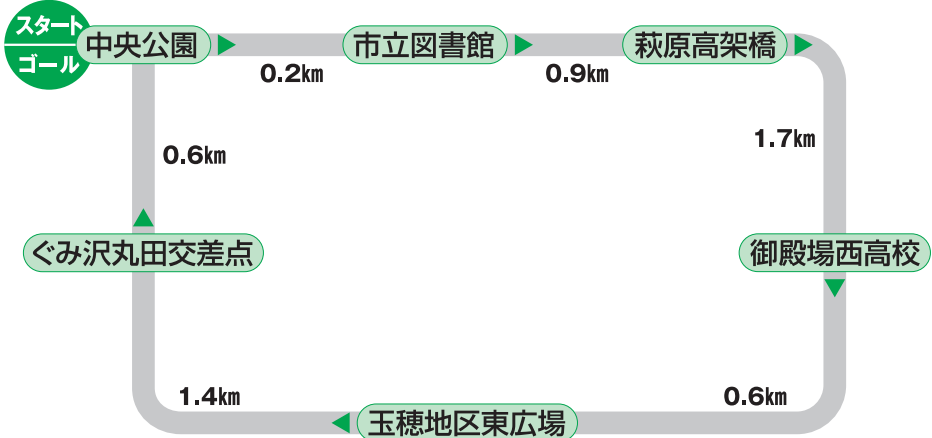 スタート
ゴール
中央公園
0.2km
市立図書館
0.9km
萩原高架橋
1.7km
御殿場西高校
0.6km
玉穂地区東広場
1.4km
ぐみ沢丸田交差点
0.6km